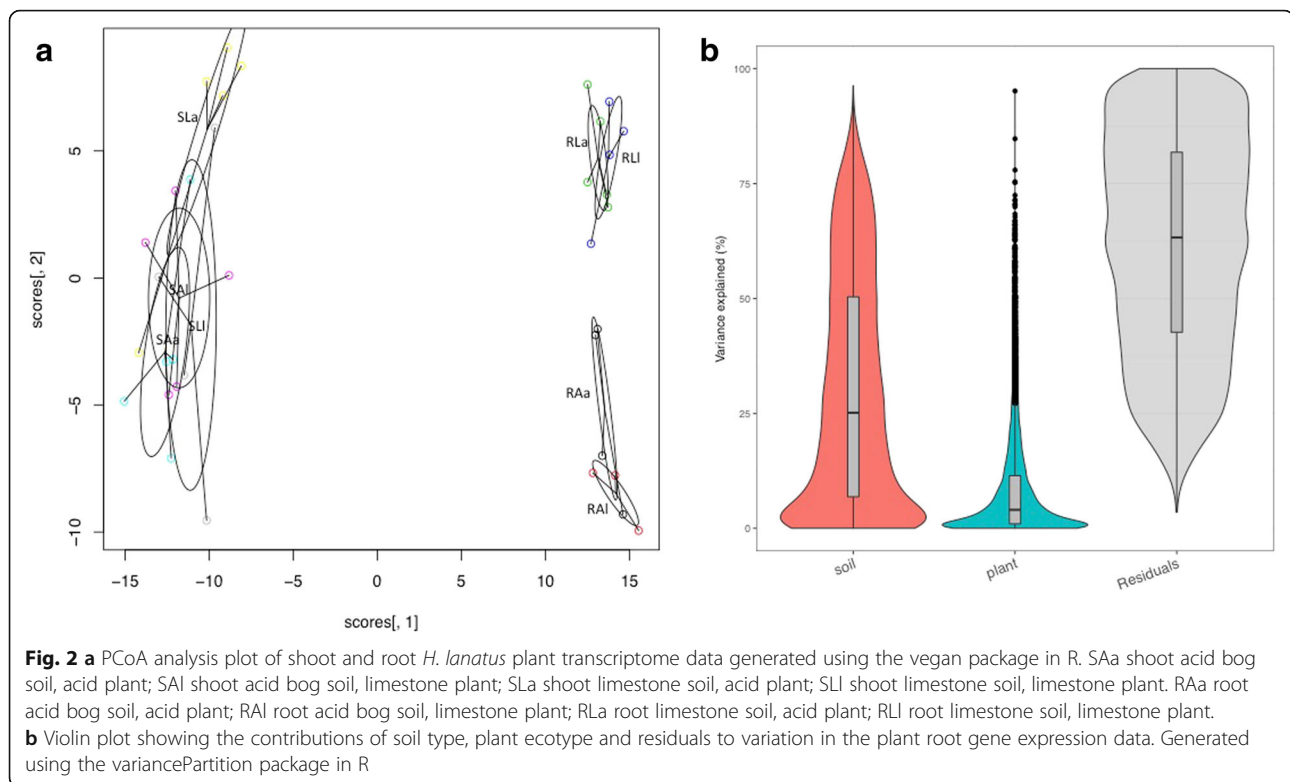 a
SLa
SAl
SLl
SAa
RLa
RLl
RAa
RAl
5
0
−5
−10
−15
−10
−5
0
5
10
15
scores[, 2]
scores[, 1]
b
100
75
50
25
0
Variance explained (%)
soil
plant
Residuals
Fig. 2 a PCoA analysis plot of shoot and root H. lanatus plant transcriptome data generated using the vegan package in R. SAa shoot acid bog
soil, acid plant; SAl shoot acid bog soil, limestone plant; SLa shoot limestone soil, acid plant; SLl shoot limestone soil, limestone plant. RAa root
acid bog soil, acid plant; RAl root acid bog soil, limestone plant; RLa root limestone soil, acid plant; RLl root limestone soil, limestone plant.
b Violin plot showing the contributions of soil type, plant ecotype and residuals to variation in the plant root gene expression data. Generated
using the variancePartition package in R